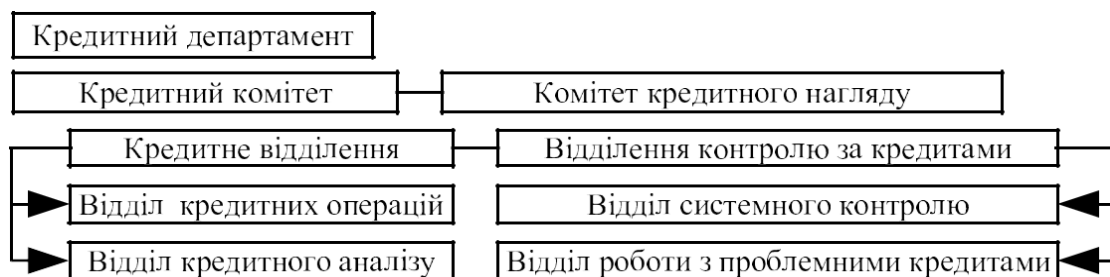 Кредитний департамент
Кредитний комітет
Комітет кредитного нагляду
Кредитне відділення
Відділення контролю за кредитами
Відділ кредитних операцій
Відділ системного контролю
Відділ кредитного аналізу
Відділ роботи з проблемними кредитами